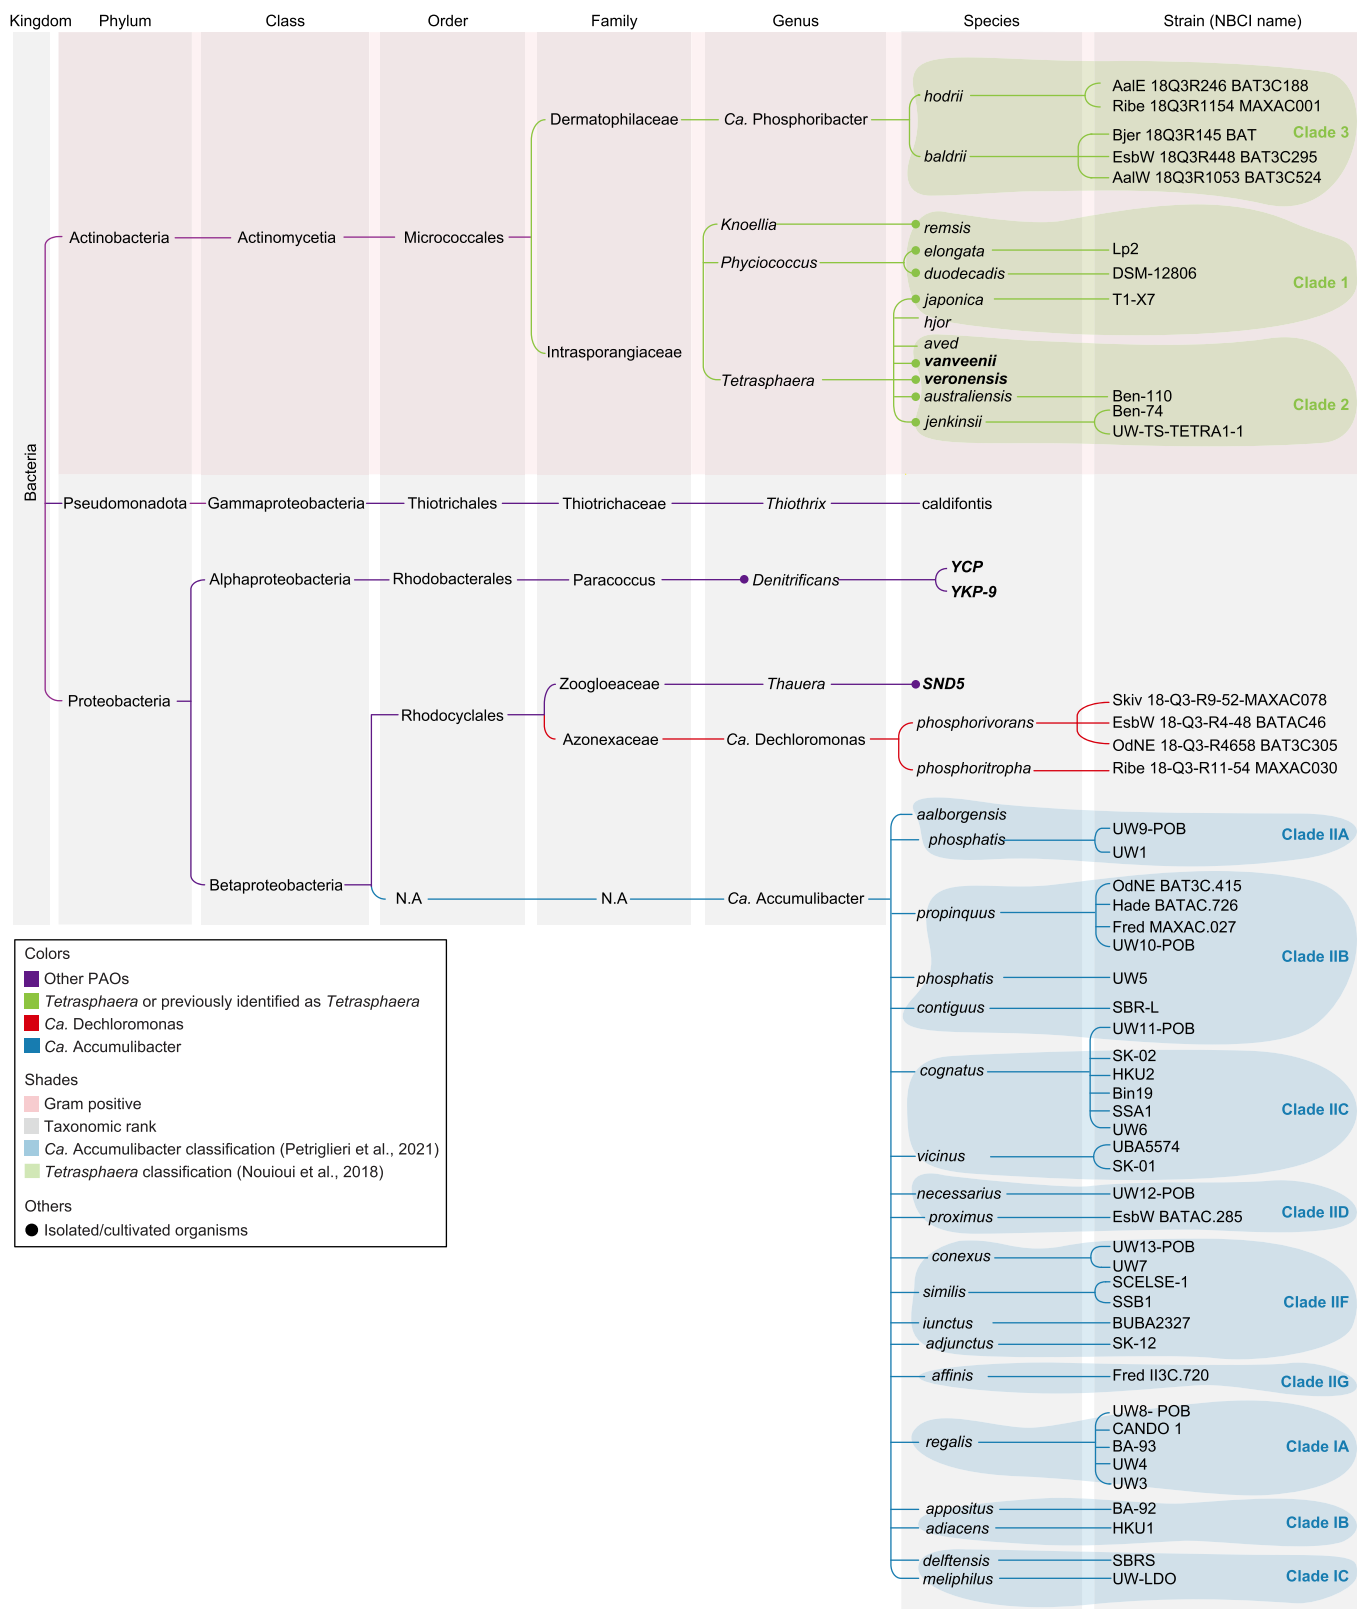 Kingdom Phylum Class Order Family Genus Species Strain (NBCI name)
hodrii
AalE 18Q3R246 BAT3C188
Ribe 18Q3R1154 MAXAC001
Dermatophilaceae Ca. Phosphoribacter
Clade 3
Bjer 18Q3R145 BAT
baldrii
EsbW 18Q3R448 BAT3C295
AalW 18Q3R1053 BAT3C524
Knoellia
remsis
Actinobacteria Actinomycetia Micrococcales
elongata Lp2
Phyciococcus
duodecadis DSM-12806
Clade 1
japonica T1-X7
hjor
aved
Intrasporangiaceae
vanveenii
Tetrasphaera
veronensis
australiensis Ben-110
Clade 2
Ben-74
jenkinsii
UW-TS-TETRA1-1
Bacteria
Pseudomonadota Gammaproteobacteria Thiotrichales Thiotrichaceae Thiothrix caldifontis
YCP
Alphaproteobacteria Rhodobacterales Paracoccus Denitrificans
YKP-9
Zoogloeaceae Thauera SND5
Proteobacteria
Skiv 18-Q3-R9-52-MAXAC078
Rhodocyclales
phosphorivorans EsbW 18-Q3-R4-48 BATAC46
Azonexaceae Ca. Dechloromonas
OdNE 18-Q3-R4658 BAT3C305
phosphoritropha Ribe 18-Q3-R11-54 MAXAC030
aalborgensis
UW9-POB
Clade IIA
phosphatis
UW1
Betaproteobacteria
OdNE BAT3C.415
N.A N.A Ca. Accumulibacter
Hade BATAC.726
propinquus
Fred MAXAC.027
UW10-POB
Clade IIB
phosphatis UW5
contiguus SBR-L
UW11-POB
SK-02
cognatus
HKU2
Bin19
Clade IIC
SSA1
UW6
UBA5574
vicinus
SK-01
necessarius UW12-POB
Clade IID
proximus EsbW BATAC.285
UW13-POB
conexus
UW7
SCELSE-1
similis
SSB1
Clade IIF
iunctus BUBA2327
adjunctus SK-12
affinis Fred II3C.720
Clade IIG
UW8- POB
CANDO 1
regalis
BA-93
Clade IA
UW4
UW3
appositus BA-92
Clade IB
adiacens HKU1
delftensis SBRS
Clade IC
meliphilus UW-LDO
Colors
Other PAOs
Tetrasphaera or previously identified as Tetrasphaera
Ca. Dechloromonas
Ca. Accumulibacter
Shades
Gram positive
Taxonomic rank
Ca. Accumulibacter classification (Petriglieri et al., 2021)
Tetrasphaera classification (Nouioui et al., 2018)
Others
Isolated/cultivated organisms